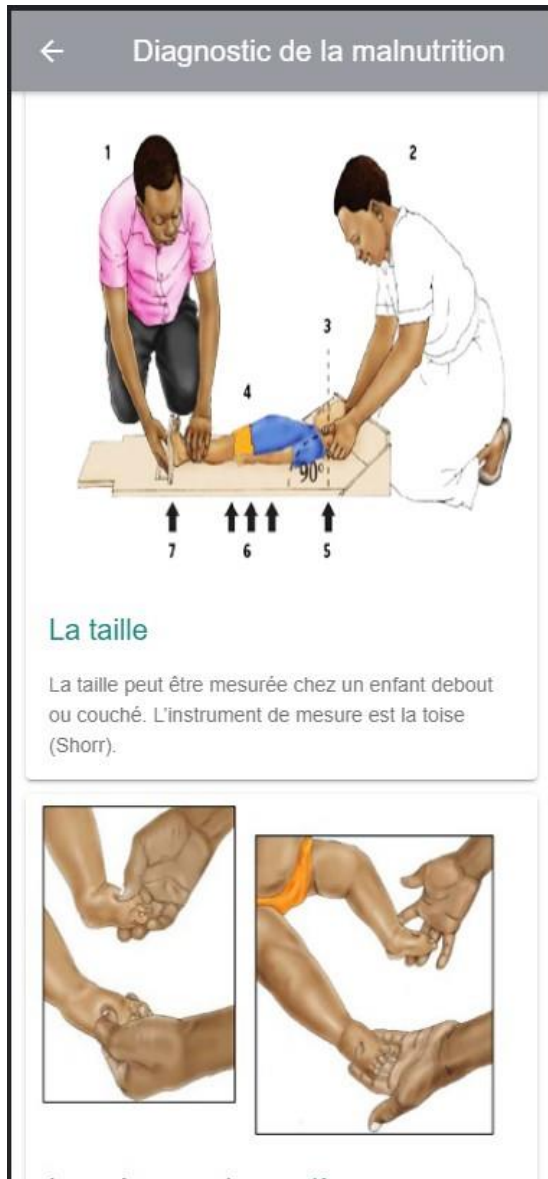 Diagnostic de la malnutrition
1
2
3
4
90°
7
6
5
La taille
La taille peut être mesurée chez un enfant debout
ou couché. L'instrument de mesure est la toise
(Shorr).